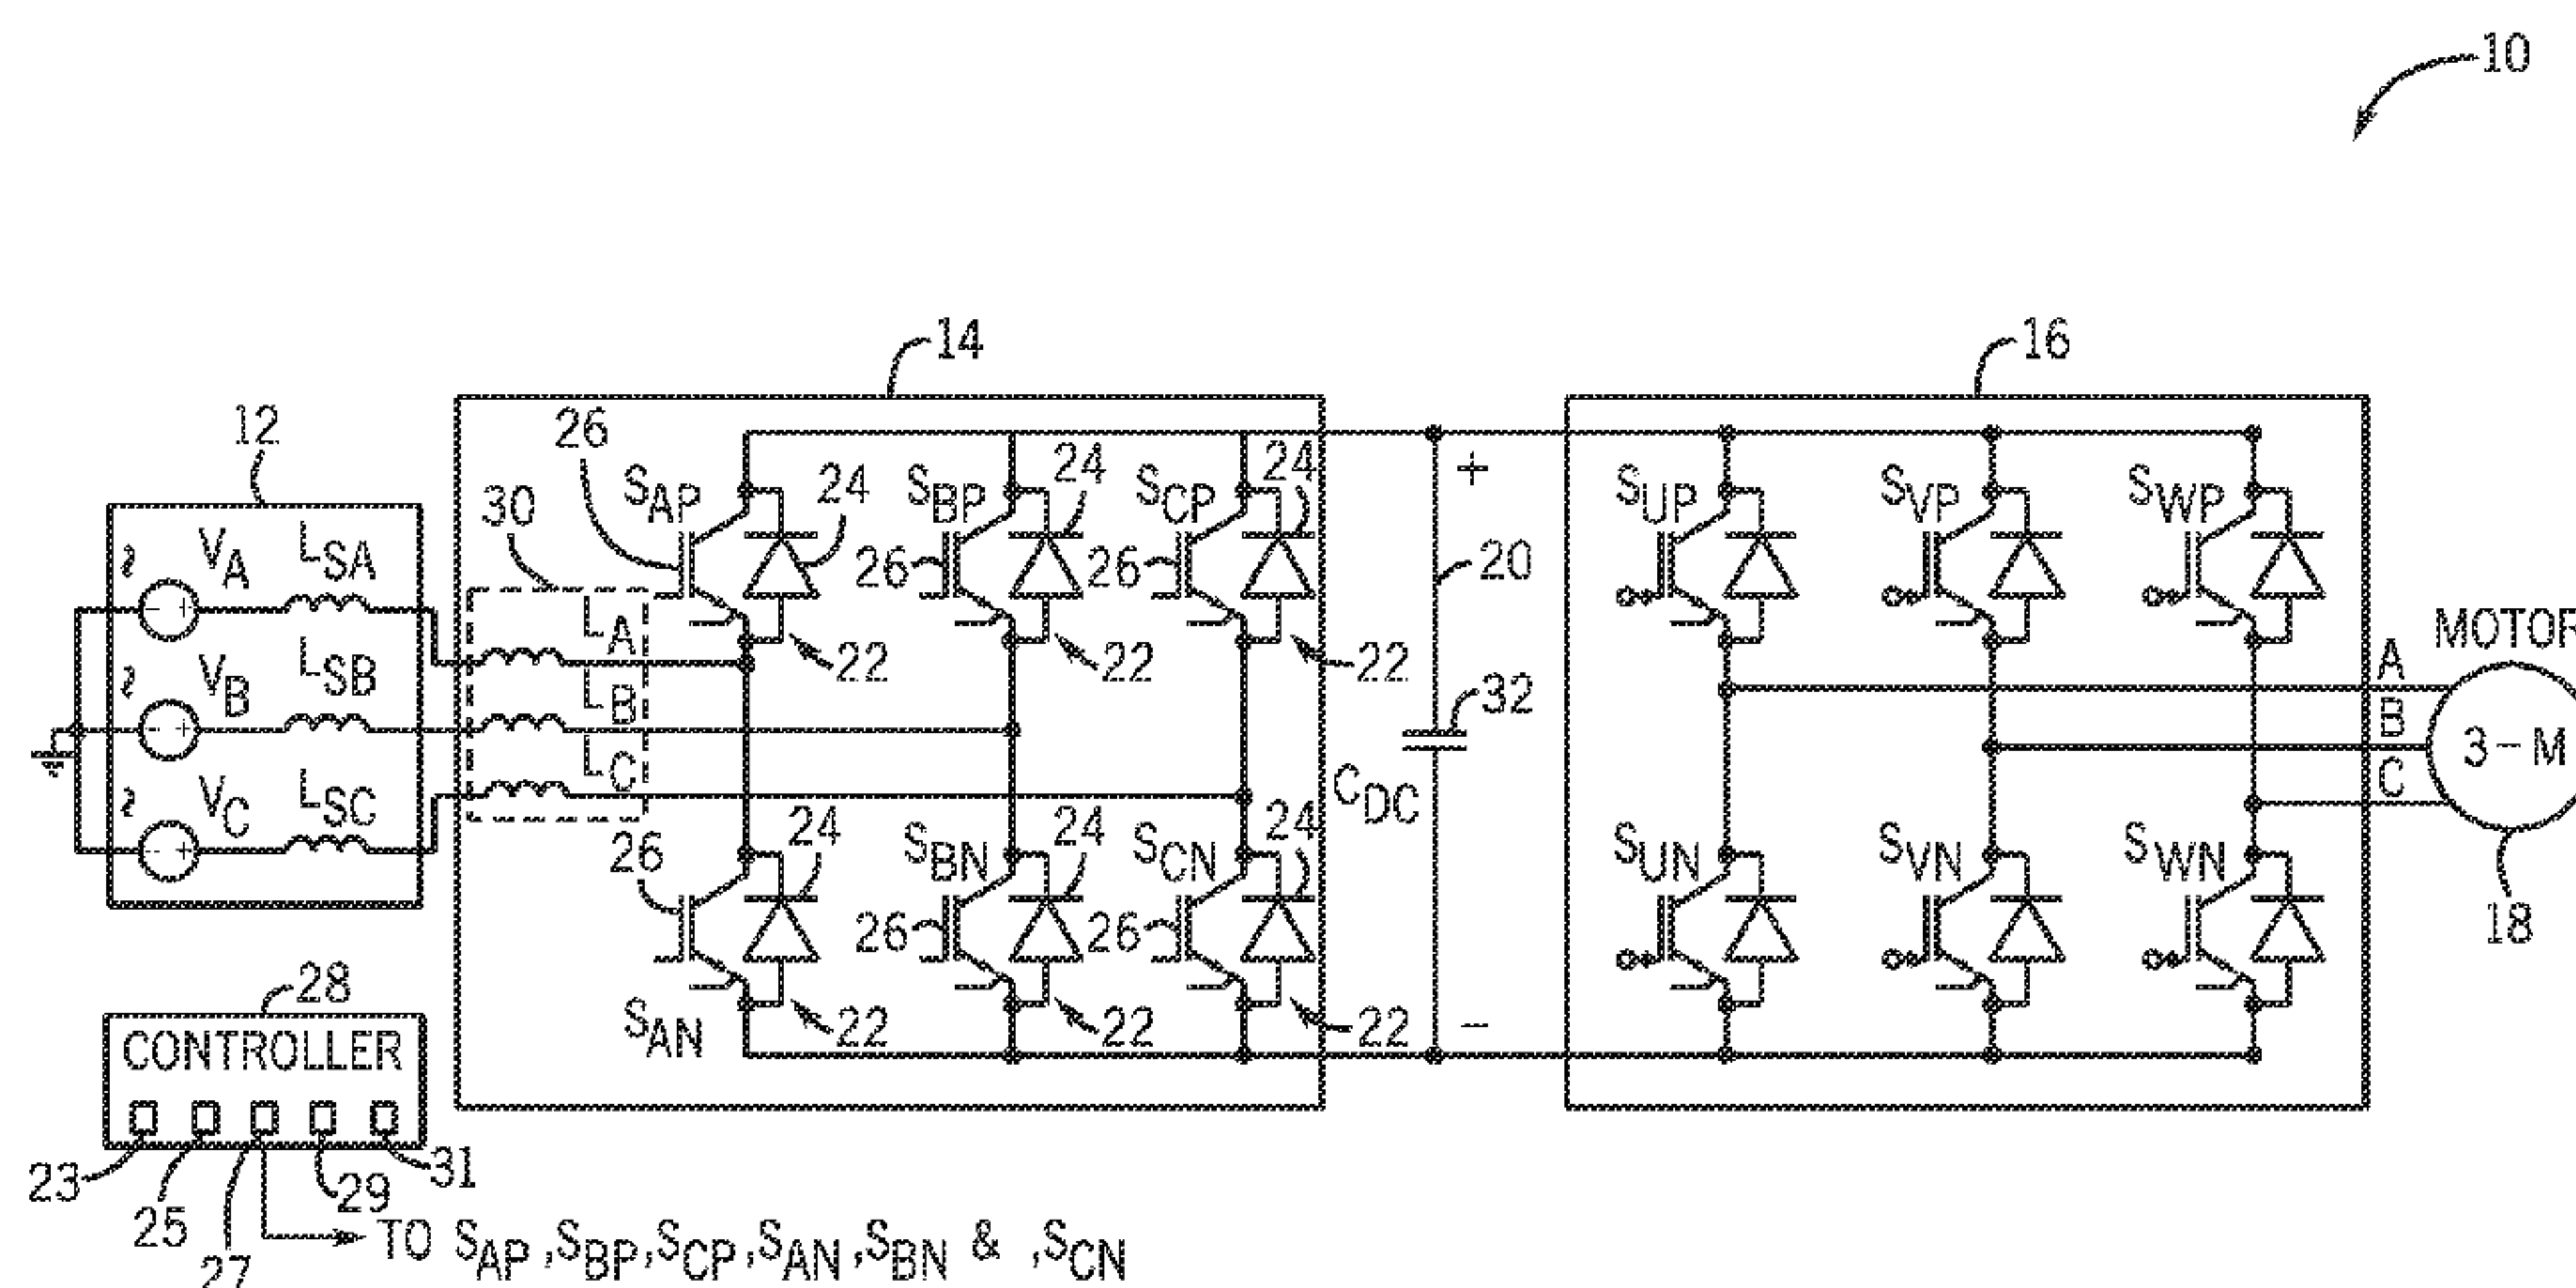 10
14
16
12
26
30
S_AP
24
S_BP
24
S_CP
24
+
S_UP
S_VP
S_WP
~ V_A L_SA
- +
26
26
20
L_A
22
22
22
MOTOR
~ V_B L_SB
- +
L_B
32
A
B
C
3-M
~ V_C L_SC
- +
L_C
C_DC
26
24
S_BN
24
S_CN
24
S_UN
S_VN
S_WN
26
26
18
28
S_AN
22
22
22
-
CONTROLLER
23
25
27
29
31
TO S_AP ,S_BP,S_CP,S_AN ,S_BN & ,S_CN